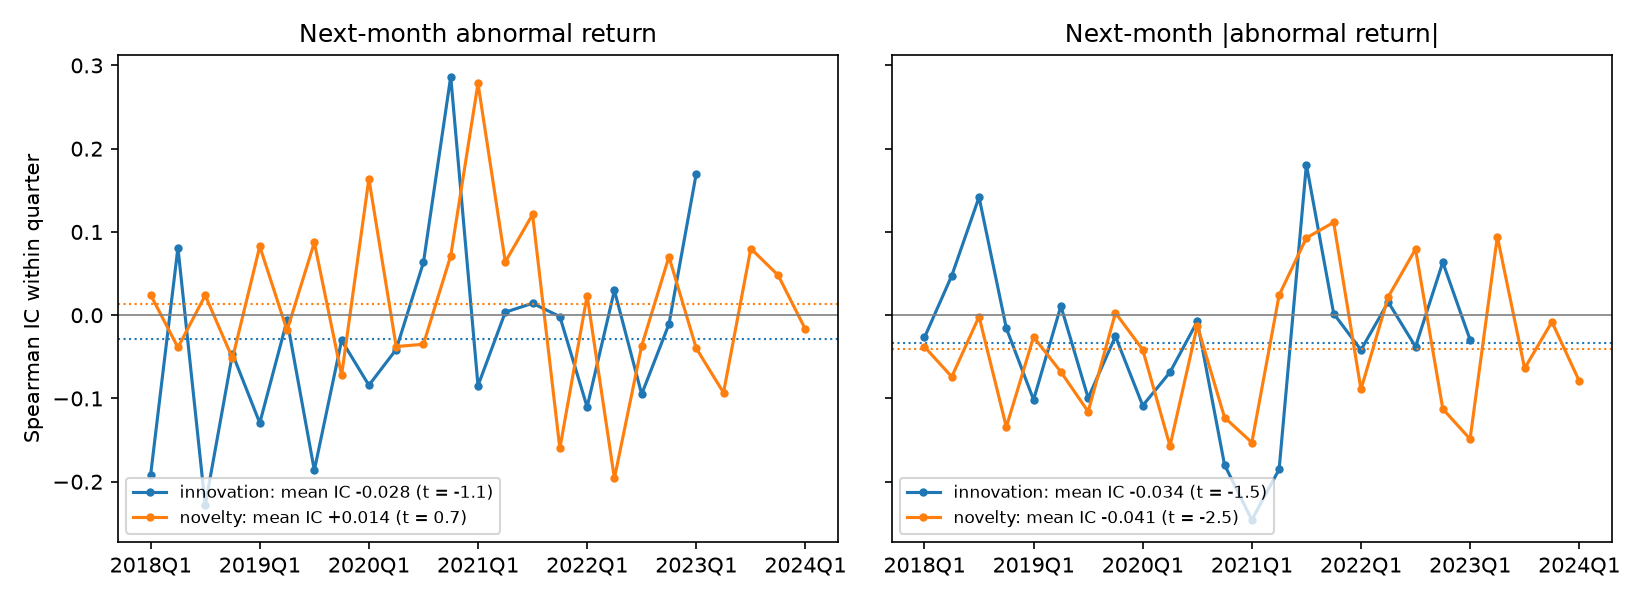 Next-month abnormal return
Next-month |abnormal return|
Spearman IC within quarter
0.3
0.2
0.1
0.0
−0.1
−0.2
innovation: mean IC -0.028 (t = -1.1)
novelty: mean IC +0.014 (t = 0.7)
innovation: mean IC -0.034 (t = -1.5)
novelty: mean IC -0.041 (t = -2.5)
2018Q1 2019Q1 2020Q1 2021Q1 2022Q1 2023Q1 2024Q1
2018Q1 2019Q1 2020Q1 2021Q1 2022Q1 2023Q1 2024Q1